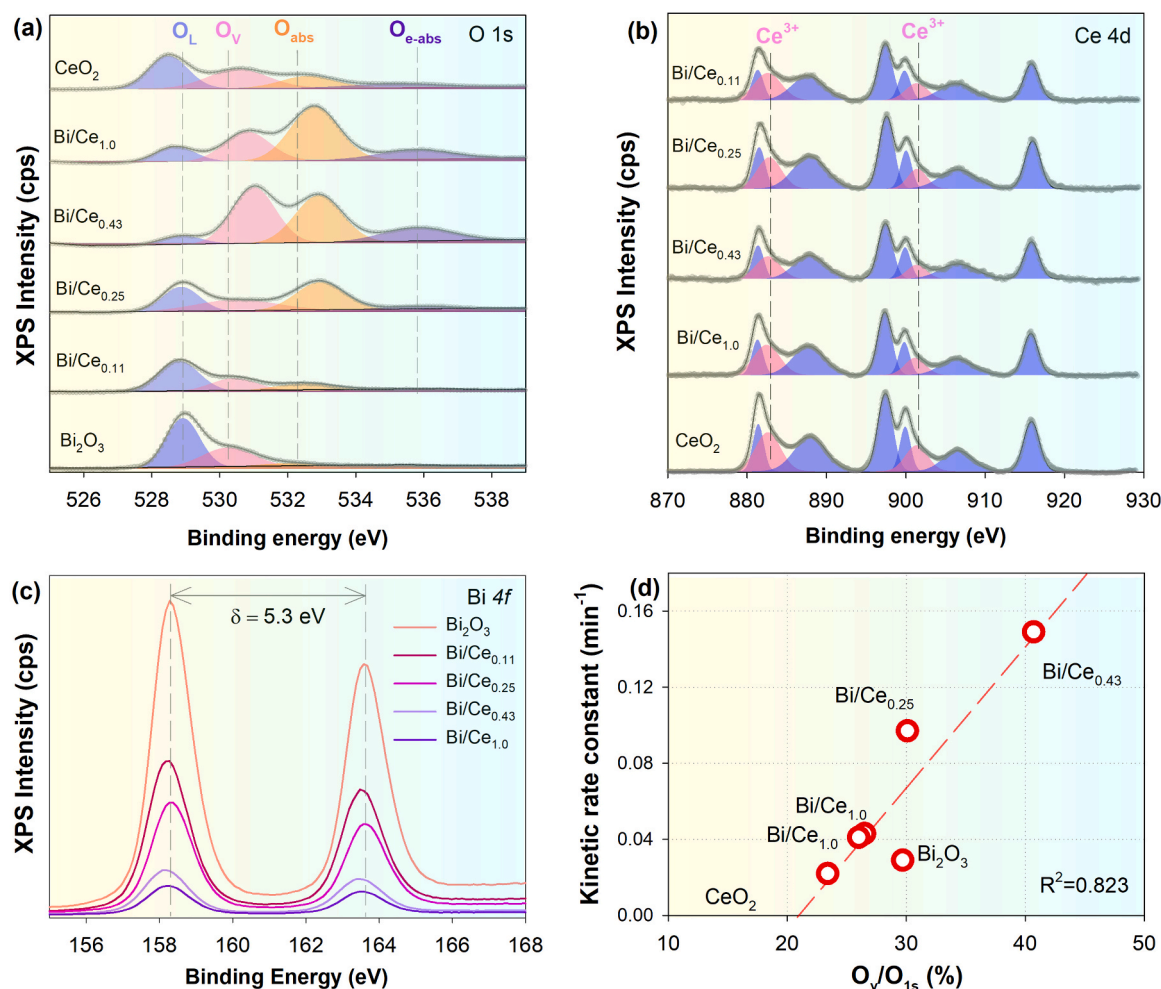 (a)
O_L O_V O_abs O_e-abs
O 1s
CeO₂
Bi/Ce₁.₀
Bi/Ce₀.₄₃
Bi/Ce₀.₂₅
Bi/Ce₀.₁₁
Bi₂O₃
XPS Intensity (cps)
526 528 530 532 534 536 538
Binding energy (eV)
(b)
Ce³⁺ Ce³⁺
Ce 4d
Bi/Ce₀.₁₁
Bi/Ce₀.₂₅
Bi/Ce₀.₄₃
Bi/Ce₁.₀
CeO₂
XPS Intensity (cps)
870 880 890 900 910 920 930
Binding energy (eV)
(c)
Bi 4f
δ = 5.3 eV
Bi₂O₃
Bi/Ce₀.₁₁
Bi/Ce₀.₂₅
Bi/Ce₀.₄₃
Bi/Ce₁.₀
XPS Intensity (cps)
156 158 160 162 164 166 168
Binding Energy (eV)
(d)
Kinetic rate constant (min⁻¹)
0.16
0.12
0.08
0.04
0.00
Bi/Ce₀.₄₃
Bi/Ce₀.₂₅
Bi/Ce₁.₀
Bi/Ce₁.₀
Bi₂O₃
CeO₂
R²=0.823
10 20 30 40 50
O_v/O_1s (%)